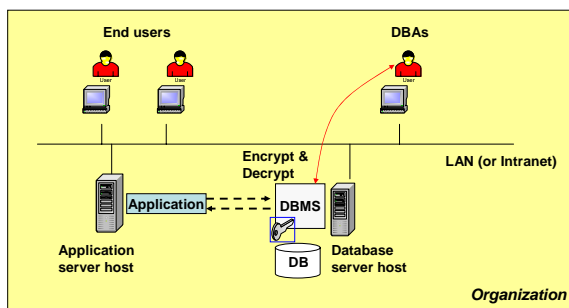 End users
DBAs
User
User
User
Encrypt &
Decrypt
LAN (or Intranet)
Application
DBMS
Application
server host
DB
Database
server host
Organization